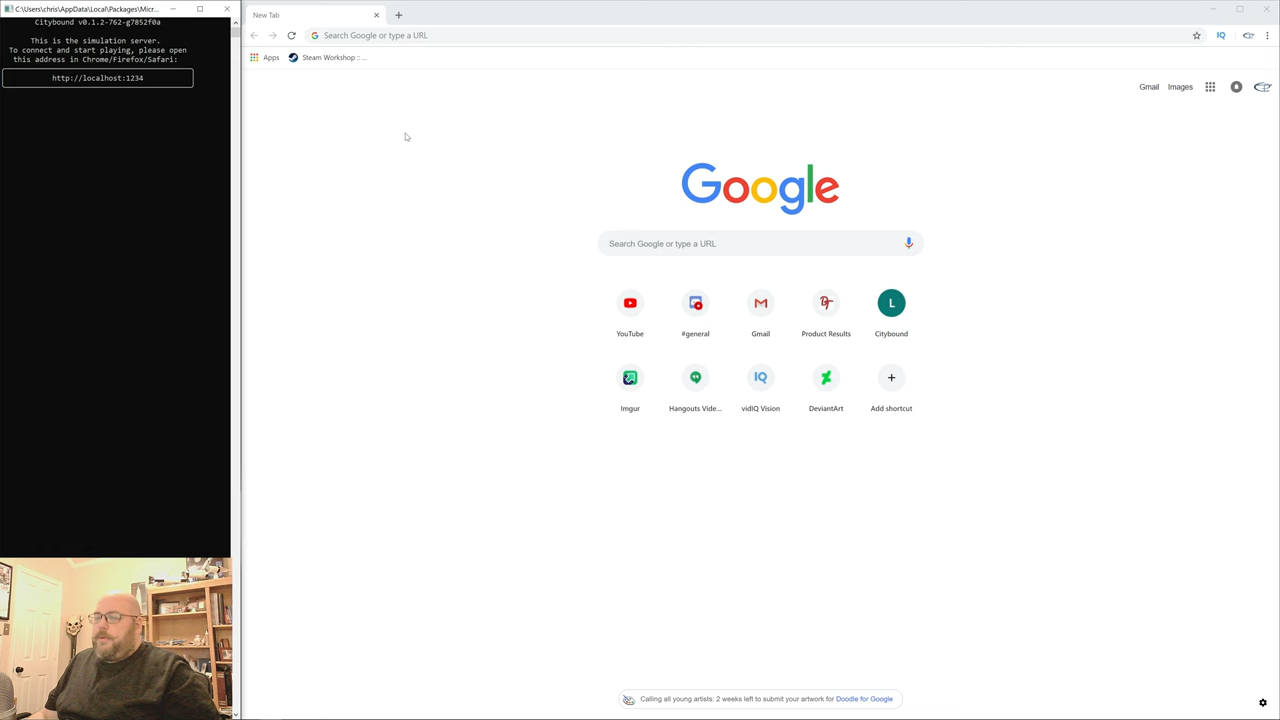 C:\Users\chris\AppData\Local\Packages\Micr...
Citybound v0.1.2-762-g7852f0a
This is the simulation server.
To connect and start playing, please open
this address in Chrome/Firefox/Safari:
http://localhost:1234
New Tab
Search Google or type a URL
Apps
Steam Workshop :: ...
IQ
Gmail
Images
Google
Search Google or type a URL
YouTube
#general
Gmail
Product Results
L
Citybound
Imgur
Hangouts Vide...
IQ
vidIQ Vision
DeviantArt
Add shortcut
Calling all young artists: 2 weeks left to submit your artwork for Doodle for Google